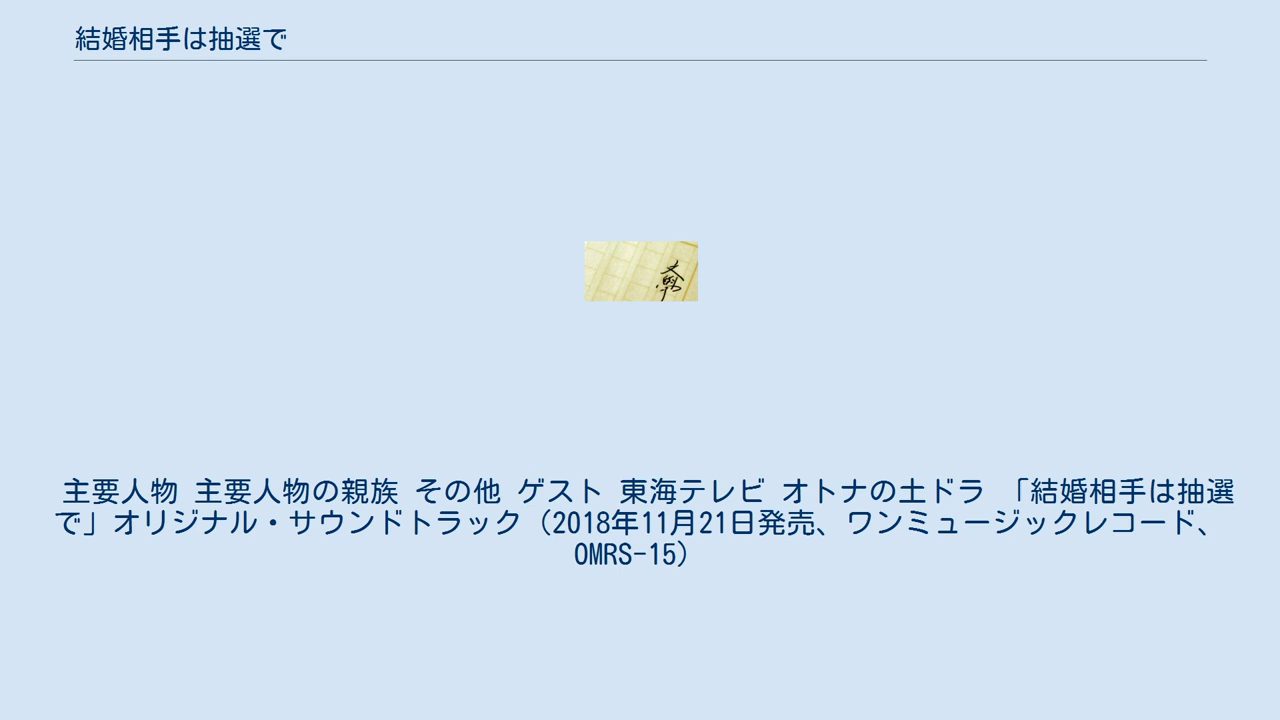 結婚相手は抽選で
主要人物 主要人物の親族 その他 ゲスト 東海テレビ オトナの土ドラ 「結婚相手は抽選
で」オリジナル・サウンドトラック（2018年11月21日発売、ワンミュージックレコード、
OMRS-15）